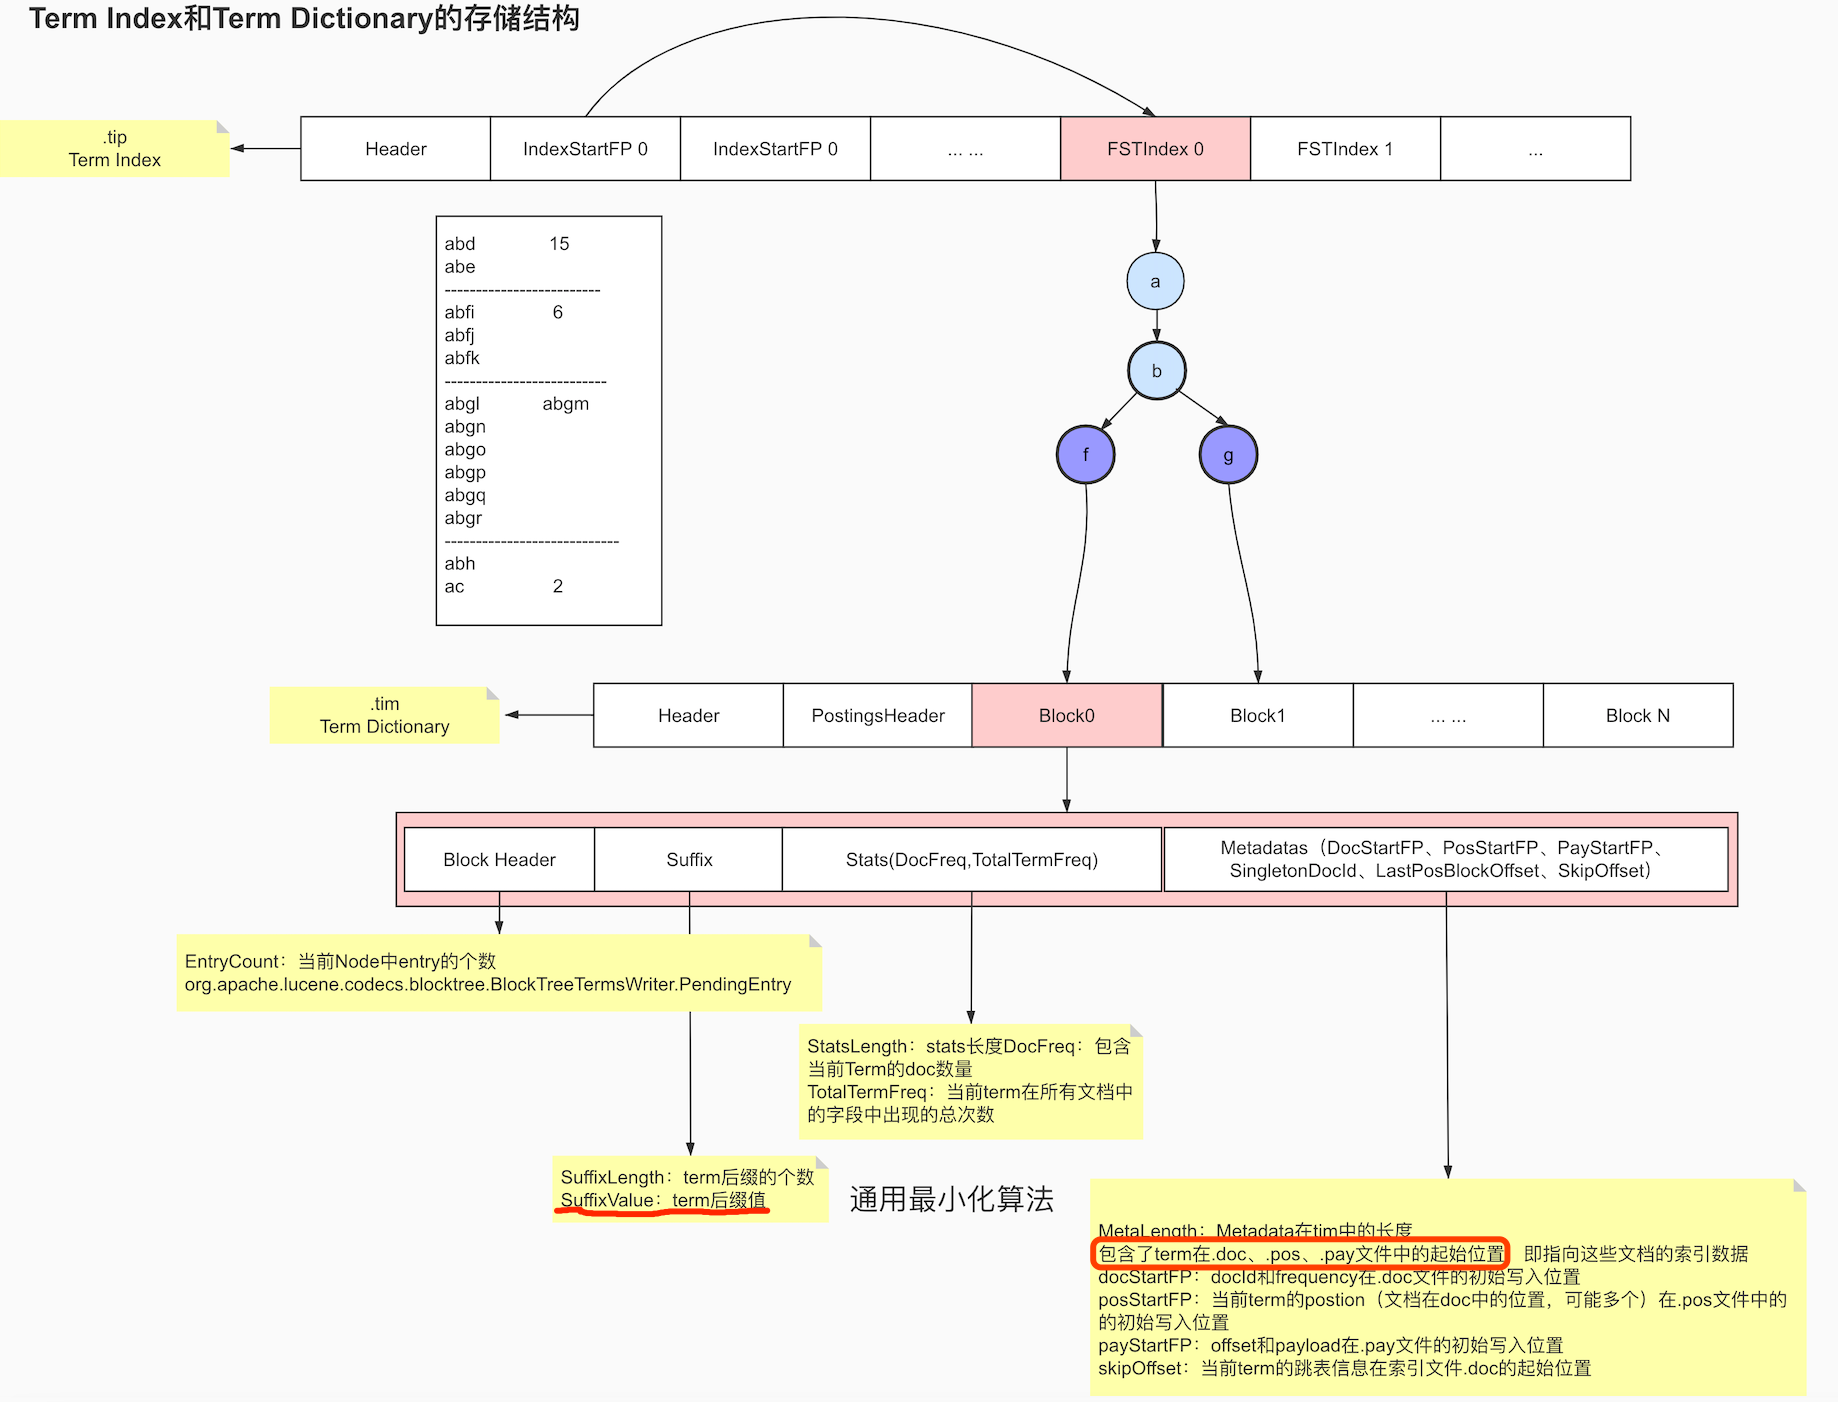 Term Index和Term Dictionary的存储结构
.tip
Term Index
Header
IndexStartFP 0
IndexStartFP 0
... ...
FSTIndex 0
FSTIndex 1
...
abd 15
abe
-------------------------
abfi 6
abfj
abfk
--------------------------
abgl abgm
abgn
abgo
abgp
abgq
abgr
----------------------------
abh
ac 2
a
b
f
g
.tim
Term Dictionary
Header
PostingsHeader
Block0
Block1
... ...
Block N
Block Header
Suffix
Stats(DocFreq,TotalTermFreq)
Metadatas（DocStartFP、PosStartFP、PayStartFP、
SingletonDocId、LastPosBlockOffset、SkipOffset）
EntryCount：当前Node中entry的个数
org.apache.lucene.codecs.blocktree.BlockTreeTermsWriter.PendingEntry
StatsLength：stats长度DocFreq：包含
当前Term的doc数量
TotalTermFreq：当前term在所有文档中
的字段中出现的总次数
SuffixLength：term后缀的个数
SuffixValue：term后缀值
通用最小化算法
MetaLength：Metadata在tim中的长度
包含了term在.doc、.pos、.pay文件中的起始位置 即指向这些文档的索引数据
docStartFP：docId和frequency在.doc文件的初始写入位置
posStartFP：当前term的postion（文档在doc中的位置，可能多个）在.pos文件中的
的初始写入位置
payStartFP：offset和payload在.pay文件的初始写入位置
skipOffset：当前term的跳表信息在索引文件.doc的起始位置